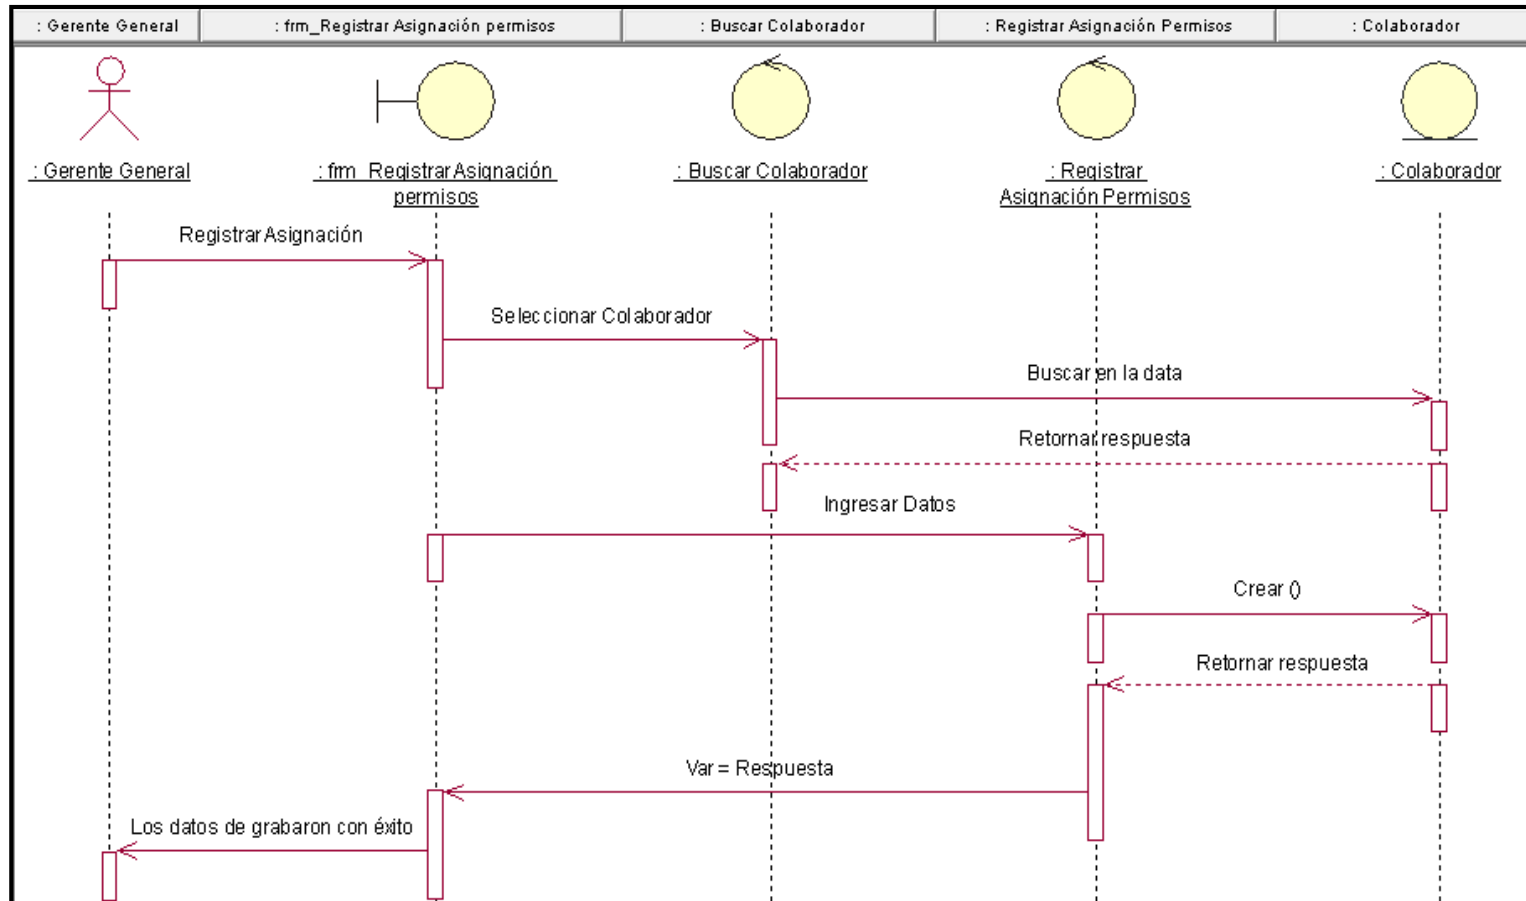 : Gerente General
: frm_Registrar Asignación permisos
: Buscar Colaborador
: Registrar Asignación Permisos
: Colaborador
: Gerente General
: frm_Registrar Asignación
permisos
: Buscar Colaborador
: Registrar
Asignación Permisos
: Colaborador
Registrar Asignación
Seleccionar Colaborador
Buscar en la data
Retornar respuesta
Ingresar Datos
Crear ()
Retornar respuesta
Var = Respuesta
Los datos de grabaron con éxito